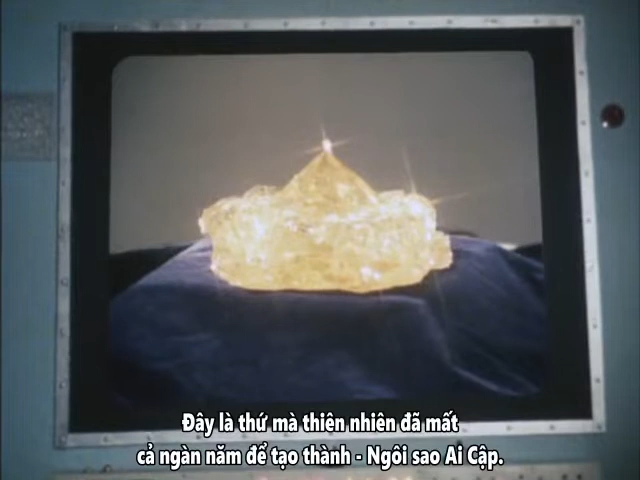 Đây là thứ mà thiên nhiên đã mất
cả ngàn năm để tạo thành - Ngôi sao Ai Cập.